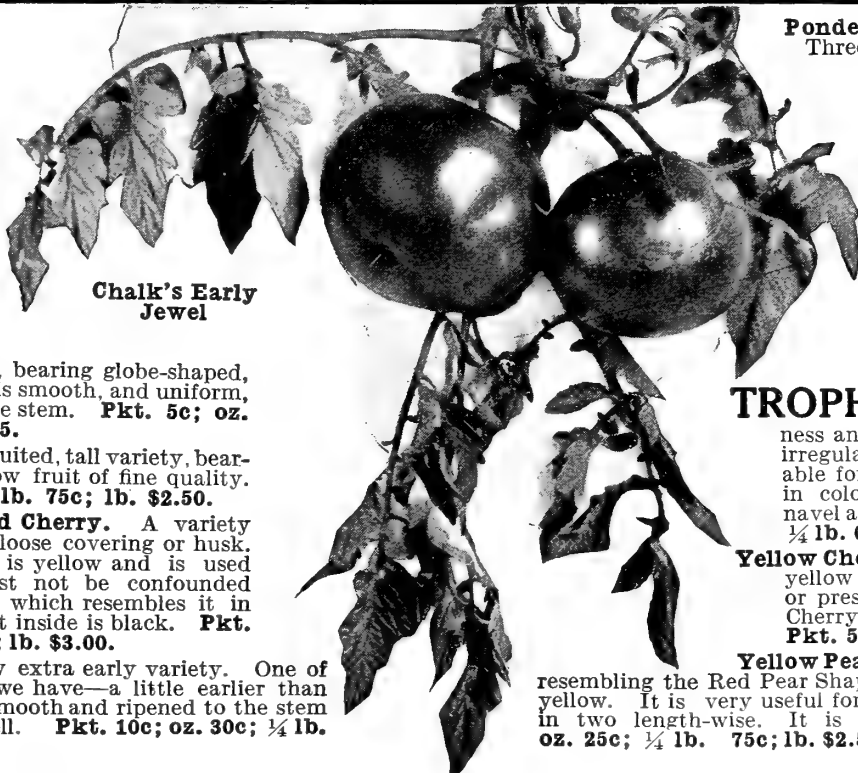 Ponde
Three
Chalk's Early
Jewel
, bearing globe-shaped,
s smooth, and uniform,
e stem. Pkt. 5c; oz.
5.
uited, tall variety, bear-
ow fruit of fine quality.
lb. 75c; lb. $2.50.
d Cherry. A variety
loose covering or husk.
is yellow and is used
st not be confounded
which resembles it in
t inside is black. Pkt.
; lb. $3.00.
y extra early variety. One of
we have—a little earlier than
smooth and ripened to the stem
ll. Pkt. 10c; oz. 30c; ¼ lb.
TROPH
ness an
irregula
able fo
in colo
navel a
¼ lb.
Yellow Che
yellow
or pres
Cherry
Pkt. 5
Yellow Pea
resembling the Red Pear Shap
yellow. It is very useful for
in two length-wise. It is
oz. 25c; ¼ lb. 75c; lb. $2.5